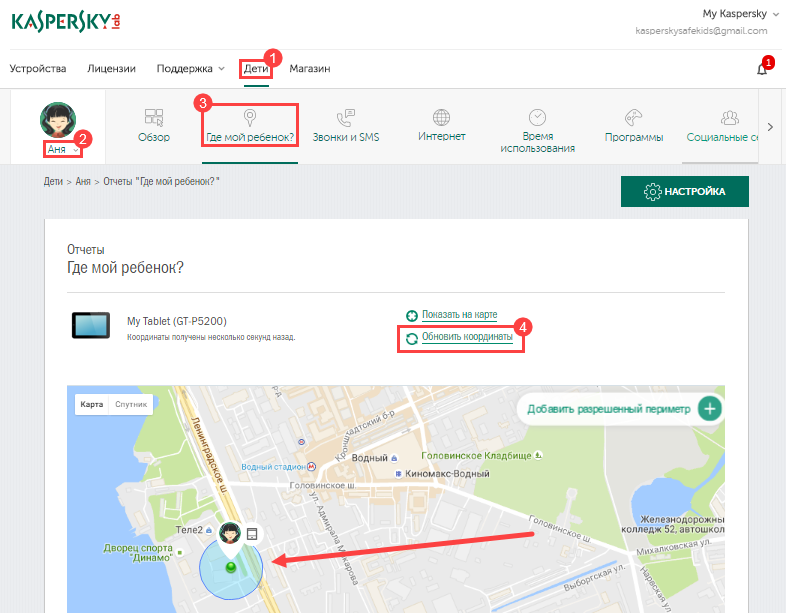 KASPERSKY lab
My Kaspersky
kasperskysafekids@gmail.com
Устройства Лицензии Поддержка Дети Магазин
1
1
3
Аня
2
Обзор
Где мой ребенок?
Звонки и SMS
Интернет
Время
использования
Программы
Социальные се
Дети > Аня > Отчеты "Где мой ребенок?"
НАСТРОЙКА
Отчеты
Где мой ребенок?
My Tablet (GT-P5200)
Координаты получены несколько секунд назад.
Показать на карте
4
Обновить координаты
Карта Спутник
Добавить разрешенный периметр
Ленинградское ш.
Кронштадтский б-р
Водный
Головинское Кладбище
Водный стадион
Киномакс-Водный
Головинское ш
ул. Адмирала Макарова
Головинское ш.
Железнодорожны
колледж 52, автошкол
Теле2
Дворец спорта
"Динамо"
Михалковская ул.
Выборгская ул.
Нарвская ул.